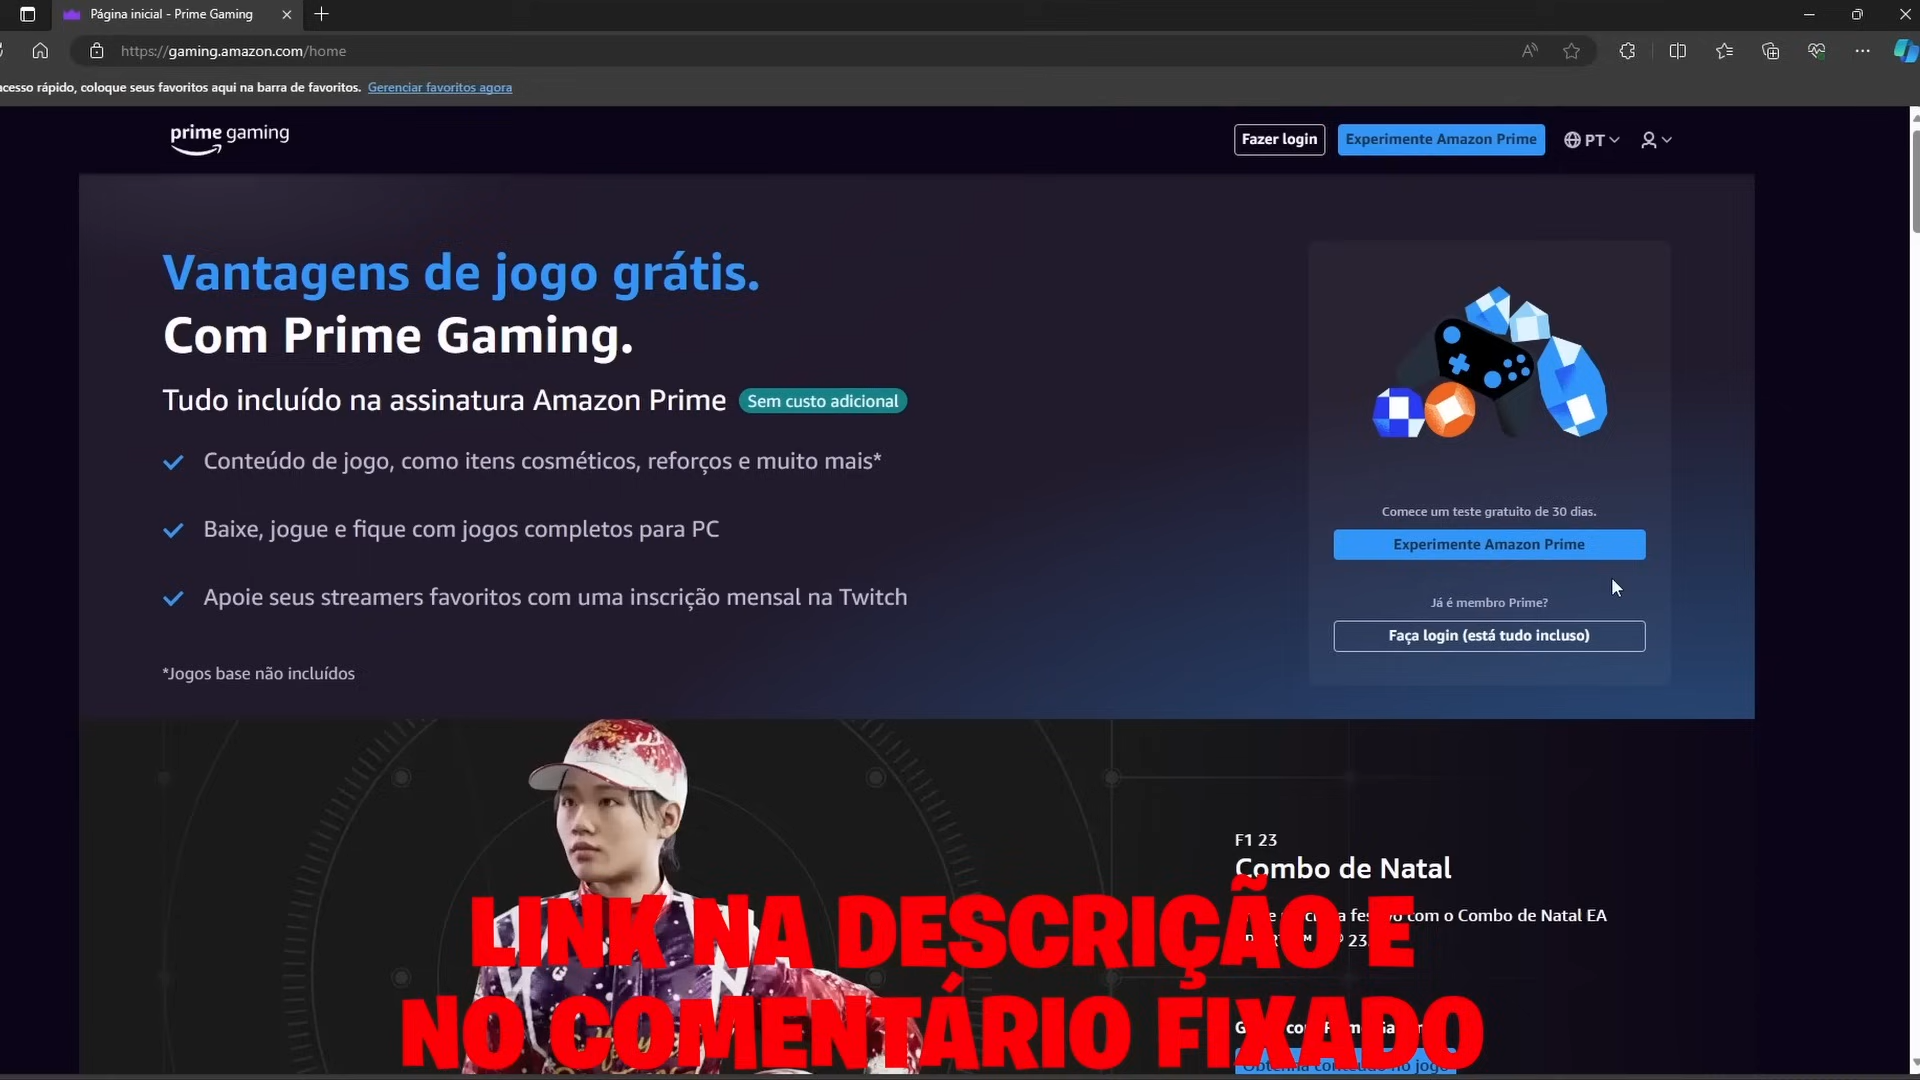 Página inicial - Prime Gaming
https://gaming.amazon.com/home
cesso rápido, coloque seus favoritos aqui na barra de favoritos. Gerenciar favoritos agora
prime gaming
Fazer login
Experimente Amazon Prime
PT
Vantagens de jogo grátis.
Com Prime Gaming.
Tudo incluído na assinatura Amazon Prime
Sem custo adicional
Conteúdo de jogo, como itens cosméticos, reforços e muito mais*
Baixe, jogue e fique com jogos completos para PC
Apoie seus streamers favoritos com uma inscrição mensal na Twitch
*Jogos base não incluídos
Comece um teste gratuito de 30 dias.
Experimente Amazon Prime
Já é membro Prime?
Faça login (está tudo incluso)
F1 23
Combo de Natal
com o Combo de Natal EA
23
LINK NA DESCRIÇÃO E
NO COMENTÁRIO FIXADO
Obtenha conteúdo no jogo